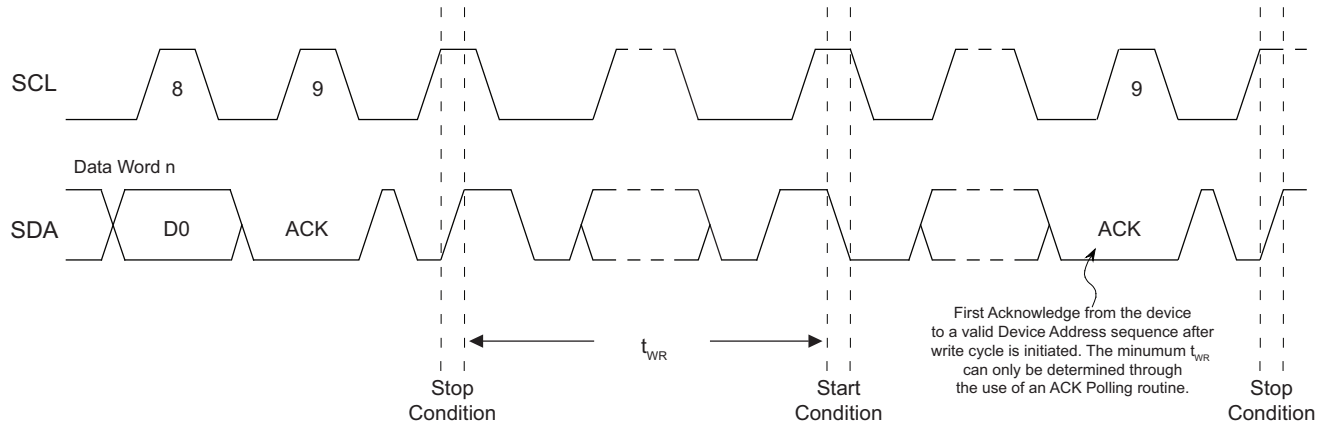 SCL
8
9
9
Data Word n
SDA
D0
ACK
ACK
First Acknowledge from the device
to a valid Device Address sequence after
write cycle is initiated. The minumum tWR
can only be determined through
the use of an ACK Polling routine.
tWR
Stop
Condition
Start
Condition
Stop
Condition